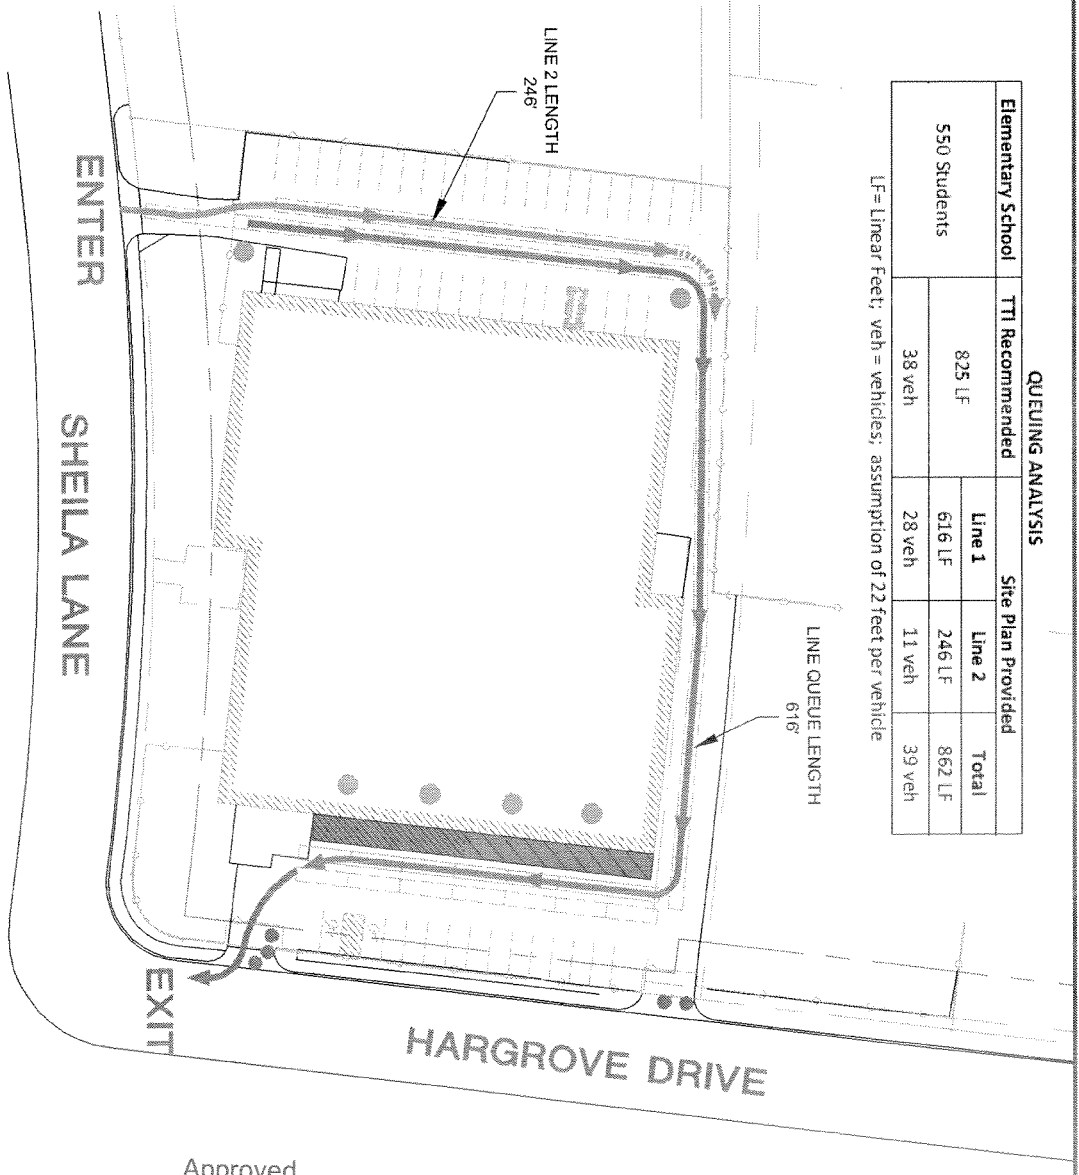 QUEUING ANALYSIS
Elementary School TTI Recommended Site Plan Provided
Line 1 Line 2 Total
550 Students 825 LF 616 LF 246 LF 862 LF
38 veh 28 veh 11 veh 39 veh
LF= Linear Feet; veh = vehicles; assumption of 22 feet per vehicle
LINE 2 LENGTH
246'
LINE QUEUE LENGTH
616'
ENTER
SHEILA LANE
EXIT
HARGROVE DRIVE
Approved